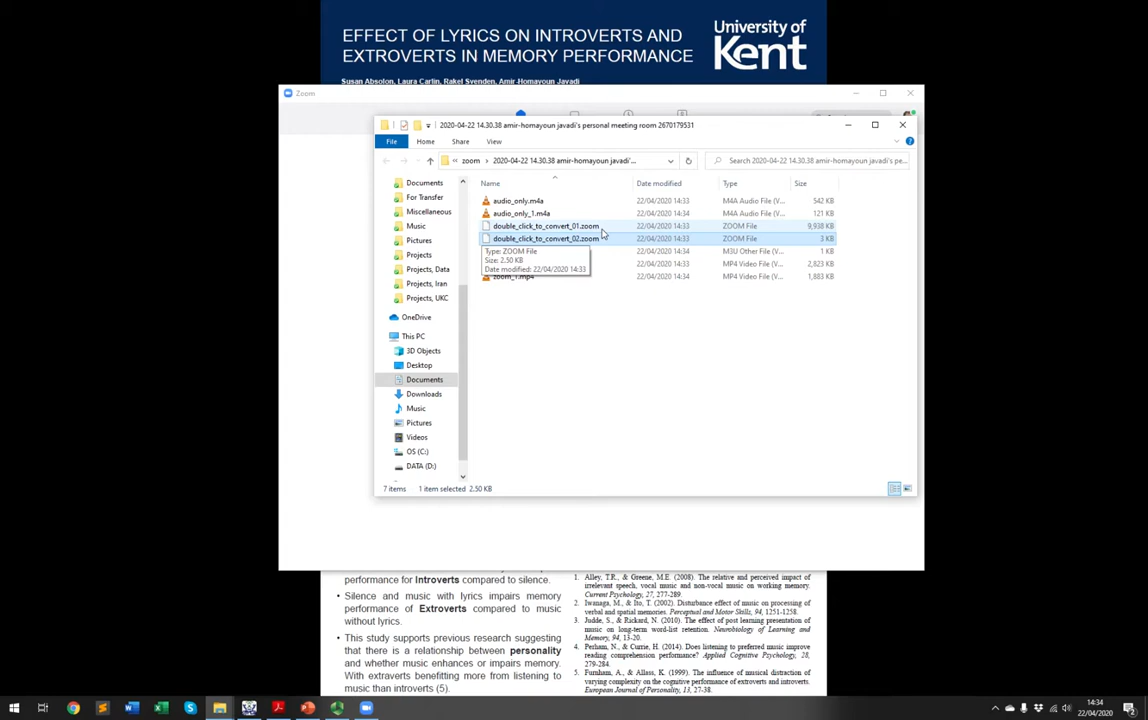 EFFECT OF LYRICS ON INTROVERTS AND
EXTROVERTS IN MEMORY PERFORMANCE
University of
Kent
Susan Absolon, Laura Carlin, Rakel Svenden, Amir-Homayoun Javadi
Zoom
2020-04-22 14.30.38 amir-homayoun javadi's personal meeting room 2670179531
File Home Share View
« zoom › 2020-04-22 14.30.38 amir-homayoun javadi'...
Search 2020-04-22 14.30.38 amir-homayoun javadi's pe...
Documents
For Transfer
Miscellaneous
Music
Pictures
Projects
Projects, Data
Projects, Iran
Projects, UKC
OneDrive
This PC
3D Objects
Desktop
Documents
Downloads
Music
Pictures
Videos
OS (C:)
DATA (D:)
Name Date modified Type Size
audio_only.m4a 22/04/2020 14:33 M4A Audio File (V... 542 KB
audio_only_1.m4a 22/04/2020 14:34 M4A Audio File (V... 121 KB
double_click_to_convert_01.zoom 22/04/2020 14:33 ZOOM File 9,938 KB
double_click_to_convert_02.zoom 22/04/2020 14:33 ZOOM File 3 KB
22/04/2020 14:34 M3U Other File (V... 1 KB
22/04/2020 14:33 MP4 Video File (V... 2,823 KB
zoom_1.mp4 22/04/2020 14:34 MP4 Video File (V... 1,883 KB
Type: ZOOM File
Size: 2.50 KB
Date modified: 22/04/2020 14:33
7 items 1 item selected 2.50 KB
performance for Introverts compared to silence.
• Silence and music with lyrics impairs memory
performance of Extroverts compared to music
without lyrics.
• This study supports previous research suggesting
that there is a relationship between personality
and whether music enhances or impairs memory.
With extraverts benefitting more from listening to
music than introverts (5).
1. Alley, T.R., & Greene, M.E. (2008). The relative and perceived impact of
irrelevant speech, vocal music and non-vocal music on working memory.
Current Psychology, 27, 277-289.
2. Iwanaga, M., & Ito, T. (2002). Disturbance effect of music on processing of
verbal and spatial memories. Perceptual and Motor Skills, 94, 1251-1258.
3. Judde, S., & Rickard, N. (2010). The effect of post learning presentation of
music on long-term word-list retention. Neurobiology of Learning and
Memory, 94, 13-20.
4. Perham, N., & Currie, H. (2014). Does listening to preferred music improve
reading comprehension performance? Applied Cognitive Psychology, 28,
279-284.
5. Furnham, A., & Allass, K. (1999). The influence of musical distraction of
varying complexity on the cognitive performance of extroverts and introverts.
European Journal of Personality, 13, 27-38.
14:34
22/04/2020